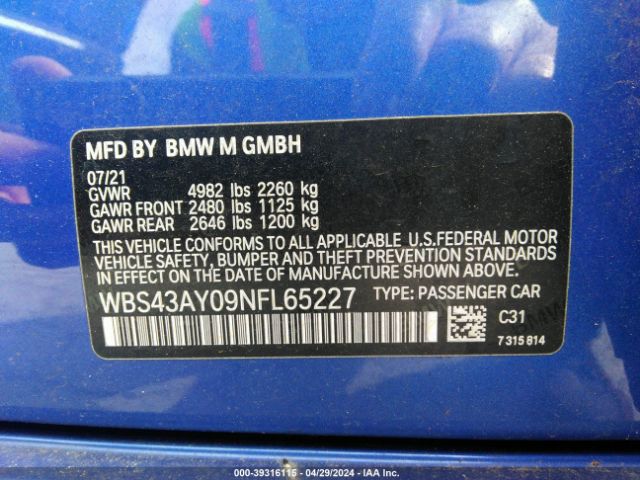 MFD BY BMW M GMBH
07/21
GVWR 4982 lbs 2260 kg
GAWR FRONT 2480 lbs 1125 kg
GAWR REAR 2646 lbs 1200 kg
THIS VEHICLE CONFORMS TO ALL APPLICABLE U.S.FEDERAL MOTOR
VEHICLE SAFETY, BUMPER AND THEFT PREVENTION STANDARDS
IN EFFECT ON THE DATE OF MANUFACTURE SHOWN ABOVE.
WBS43AY09NFL65227 TYPE: PASSENGER CAR
C31
7 315 814
000-39316115 - 04/29/2024 - IAA Inc.